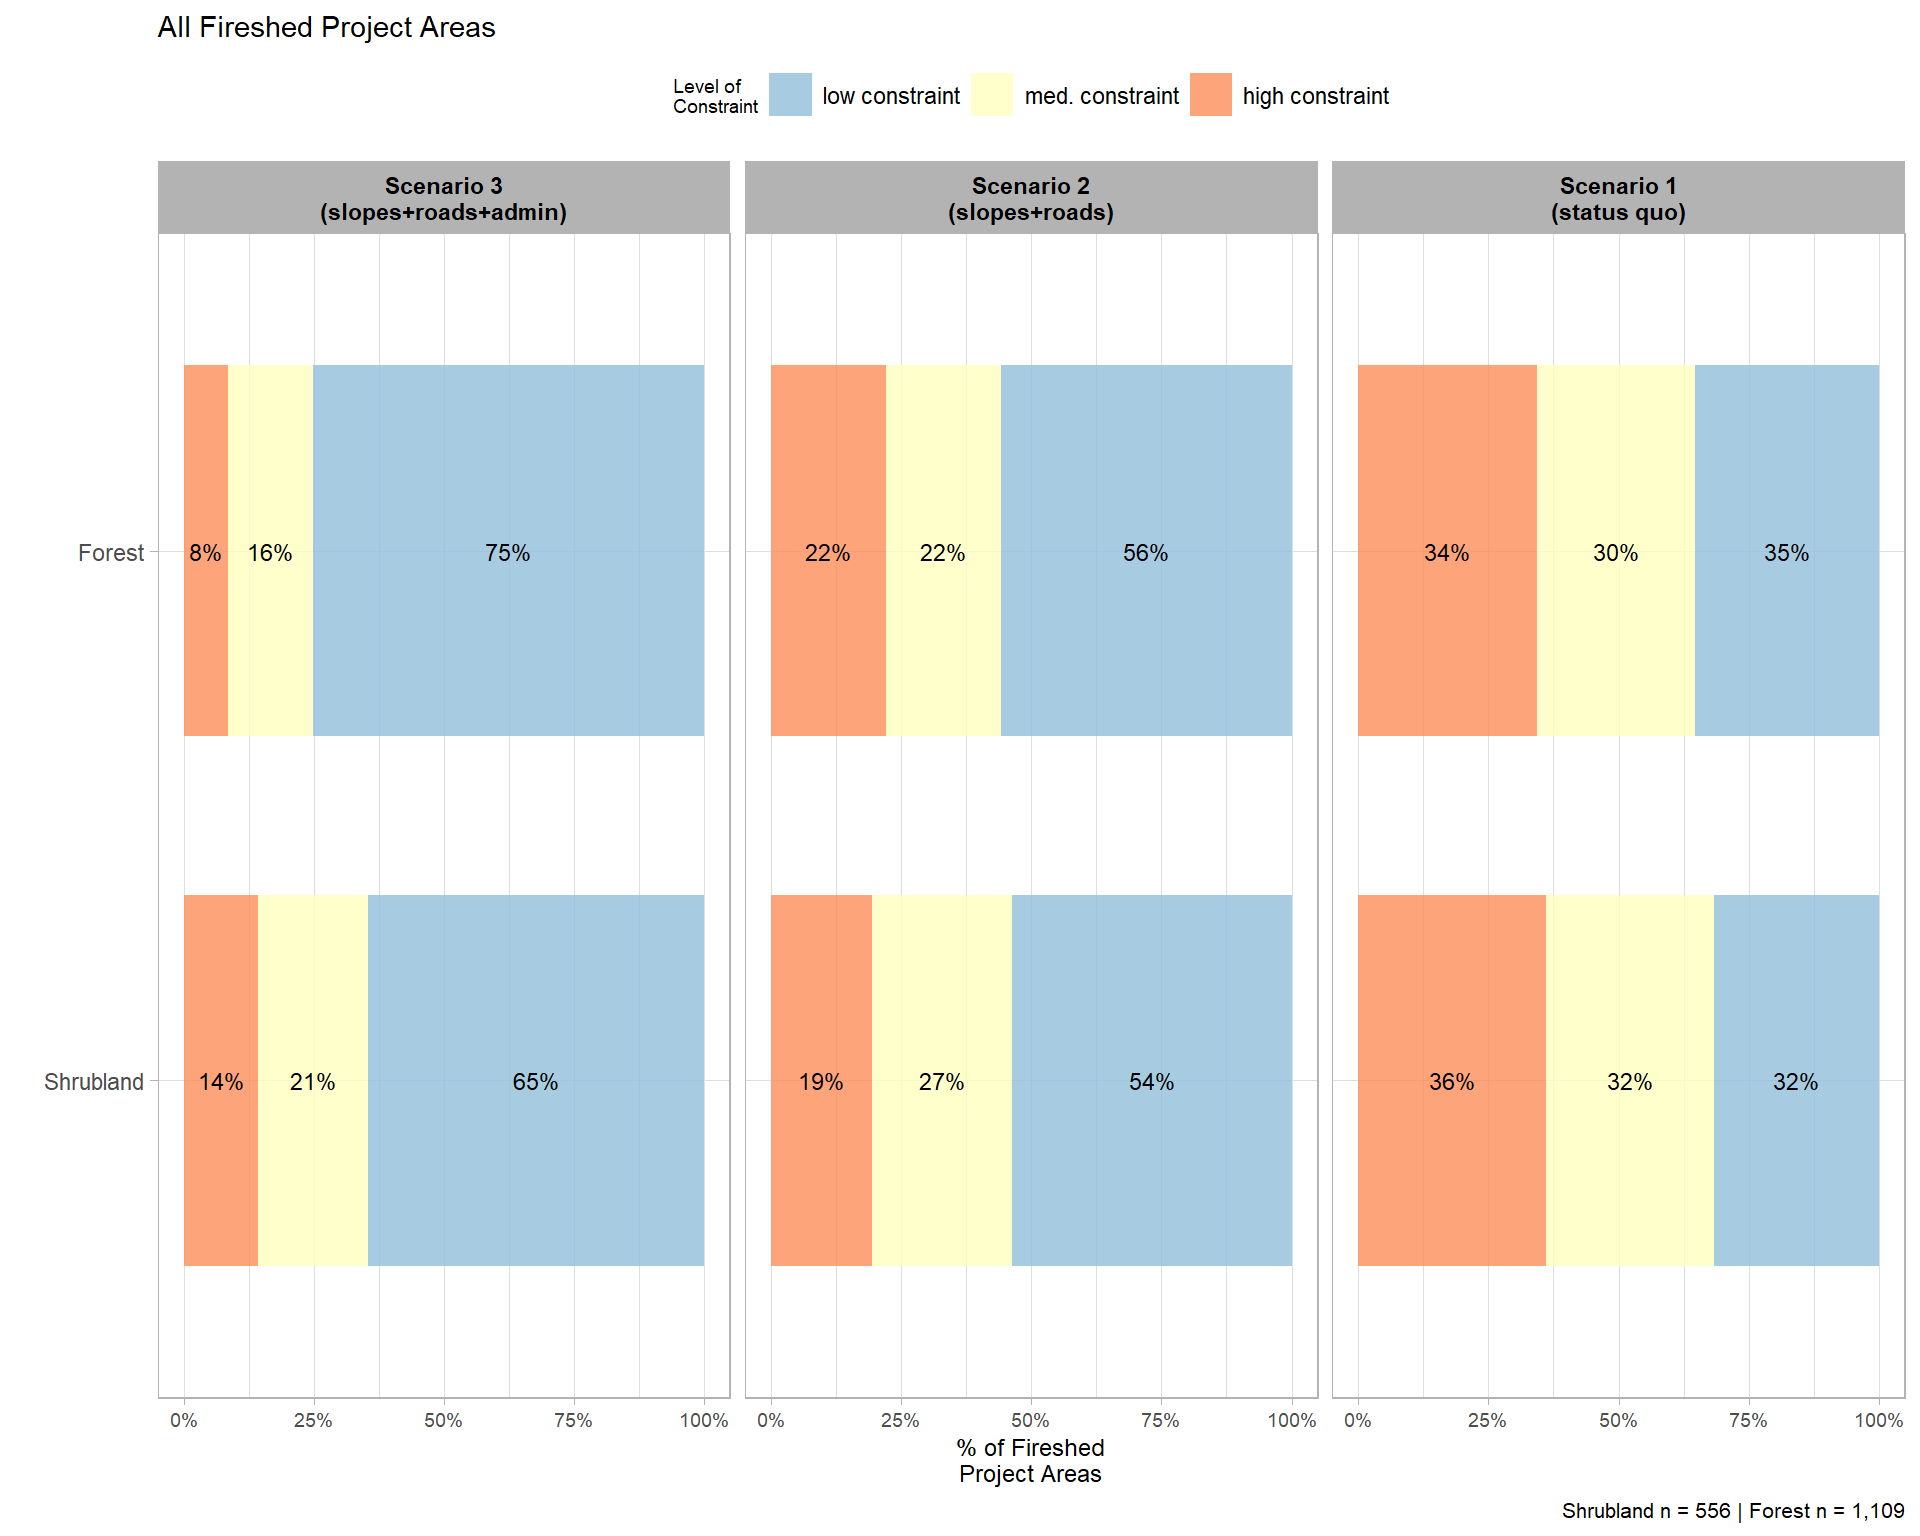 All Fireshed Project Areas
Level of
Constraint
low constraint
med. constraint
high constraint
Scenario 3
(slopes+roads+admin)
Scenario 2
(slopes+roads)
Scenario 1
(status quo)
Forest
8% 16% 75%
22% 22% 56%
34% 30% 35%
Shrubland
14% 21% 65%
19% 27% 54%
36% 32% 32%
0% 25% 50% 75% 100%
0% 25% 50% 75% 100%
0% 25% 50% 75% 100%
% of Fireshed
Project Areas
Shrubland n = 556 | Forest n = 1,109